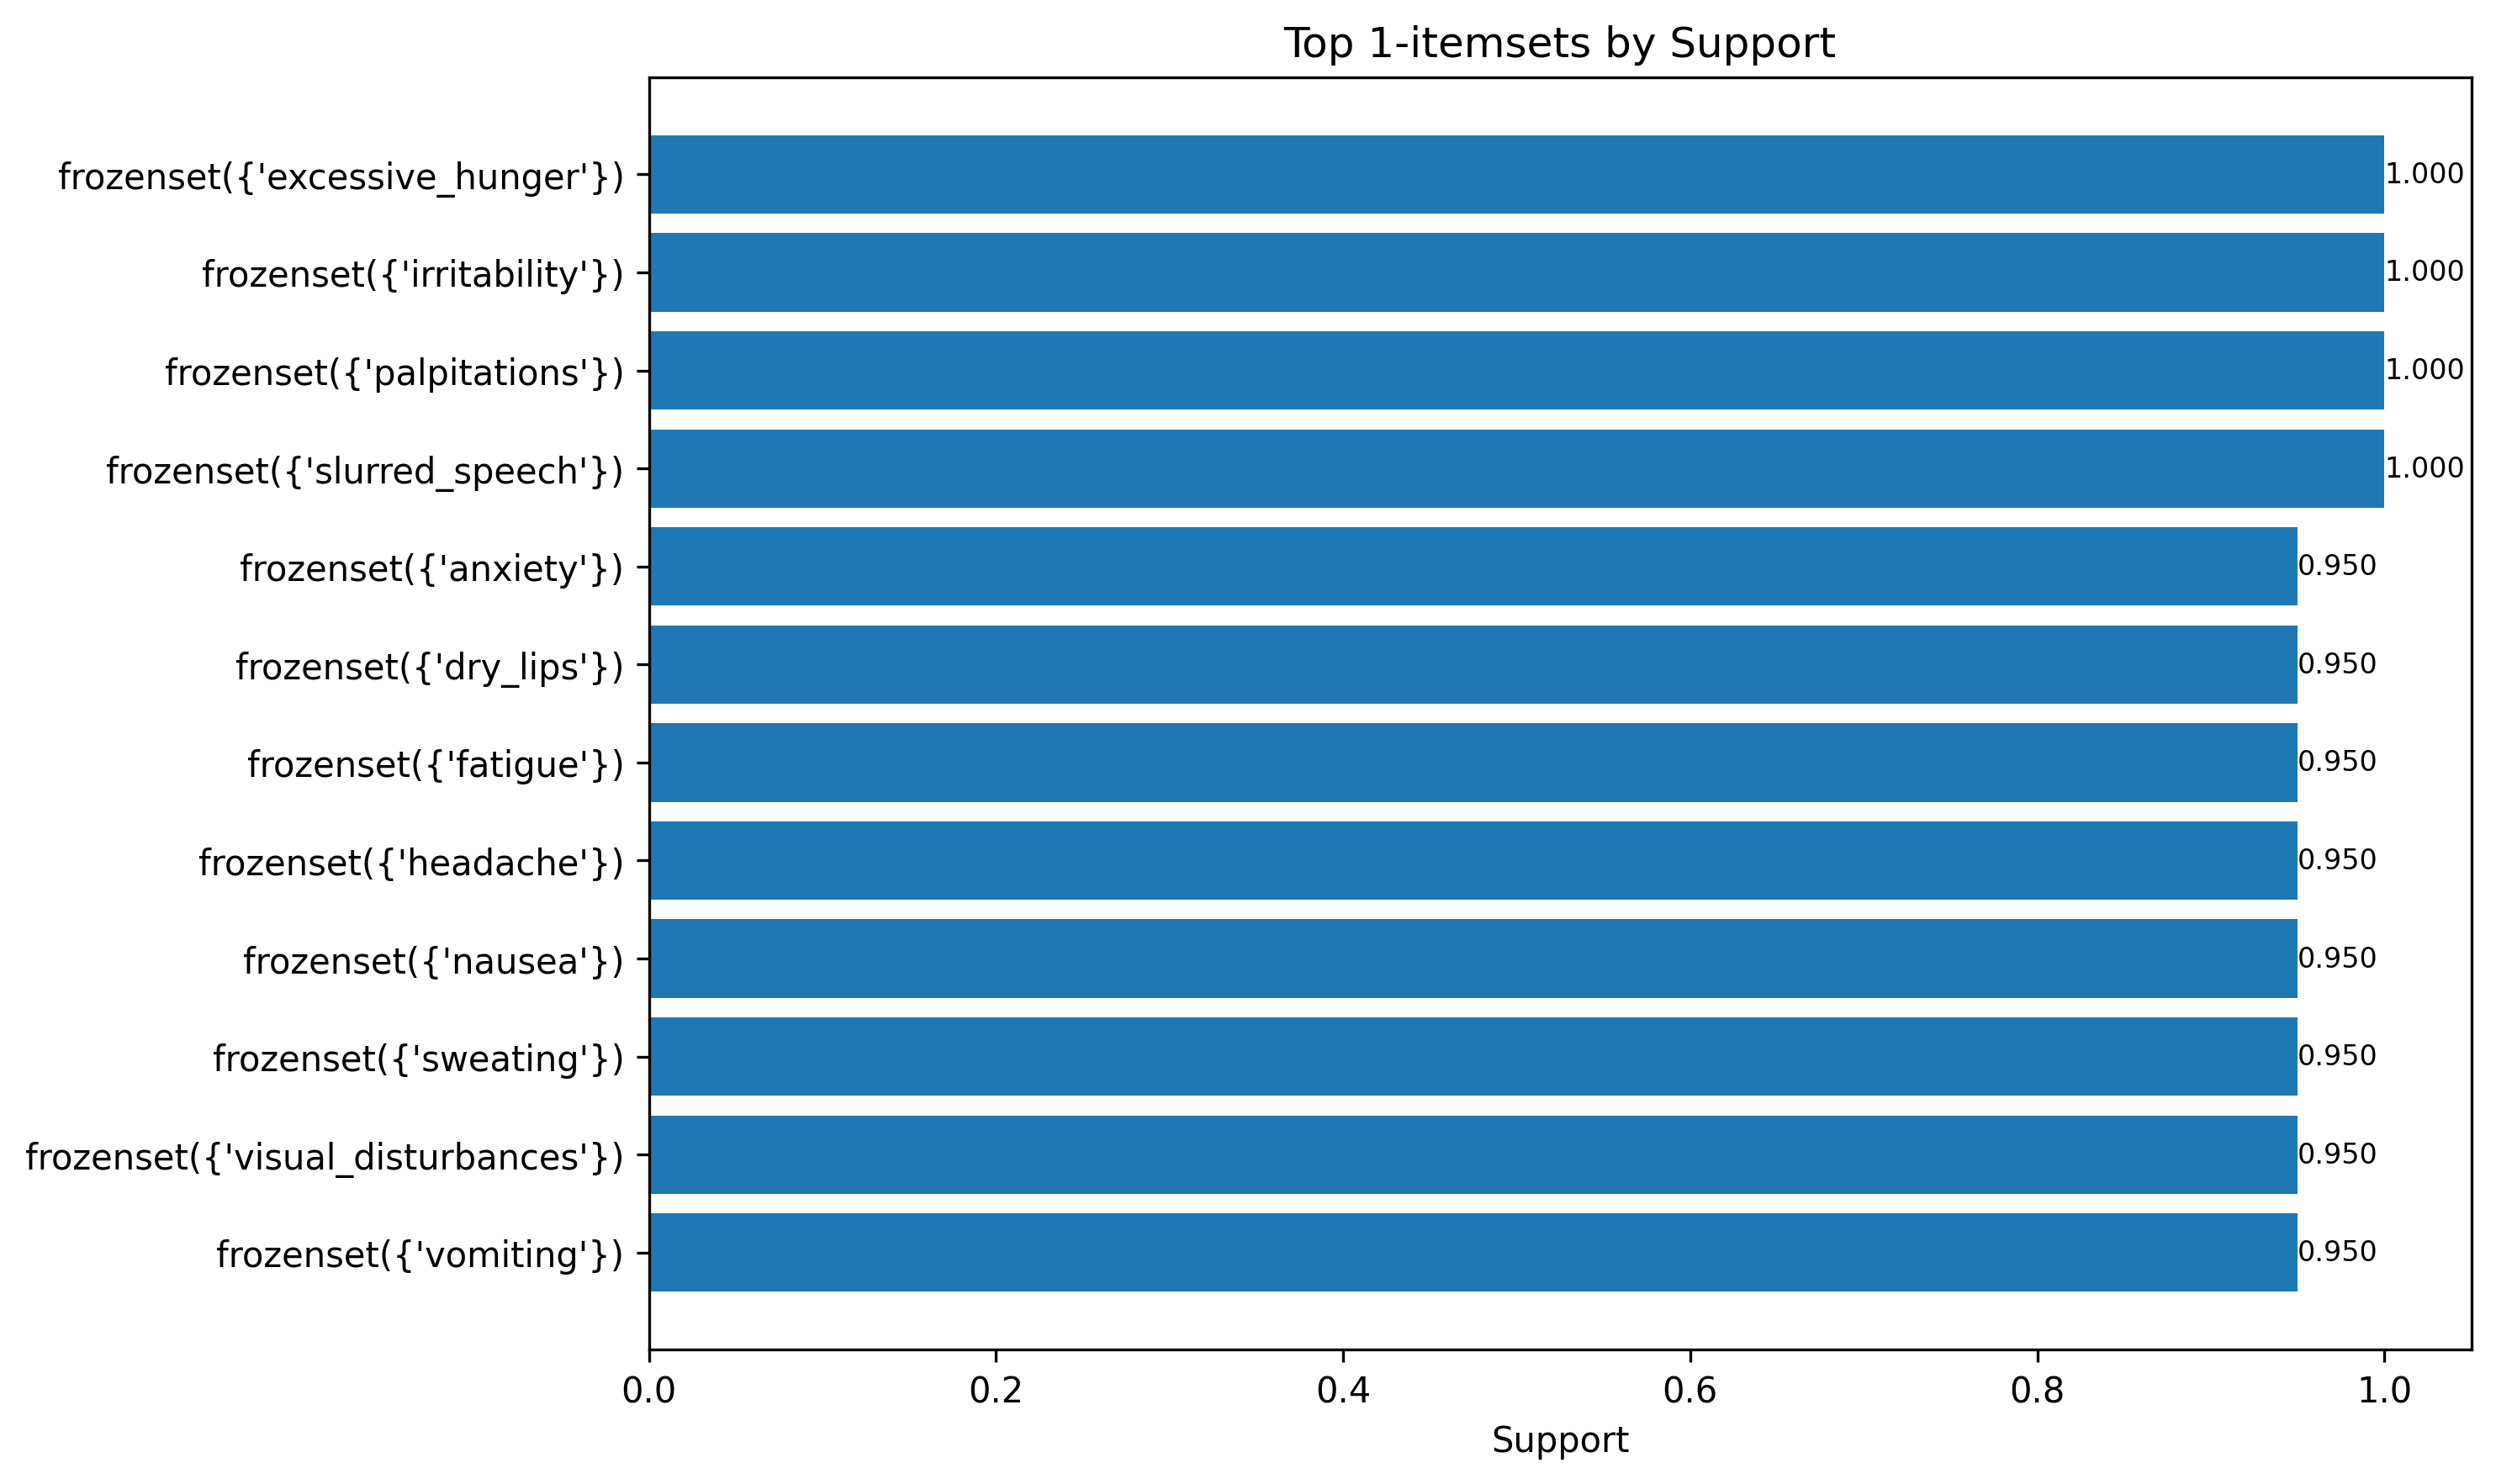 Top 1-itemsets by Support
frozenset({'excessive_hunger'}) 1.000
frozenset({'irritability'}) 1.000
frozenset({'palpitations'}) 1.000
frozenset({'slurred_speech'}) 1.000
frozenset({'anxiety'}) 0.950
frozenset({'dry_lips'}) 0.950
frozenset({'fatigue'}) 0.950
frozenset({'headache'}) 0.950
frozenset({'nausea'}) 0.950
frozenset({'sweating'}) 0.950
frozenset({'visual_disturbances'}) 0.950
frozenset({'vomiting'}) 0.950
0.0 0.2 0.4 0.6 0.8 1.0
Support